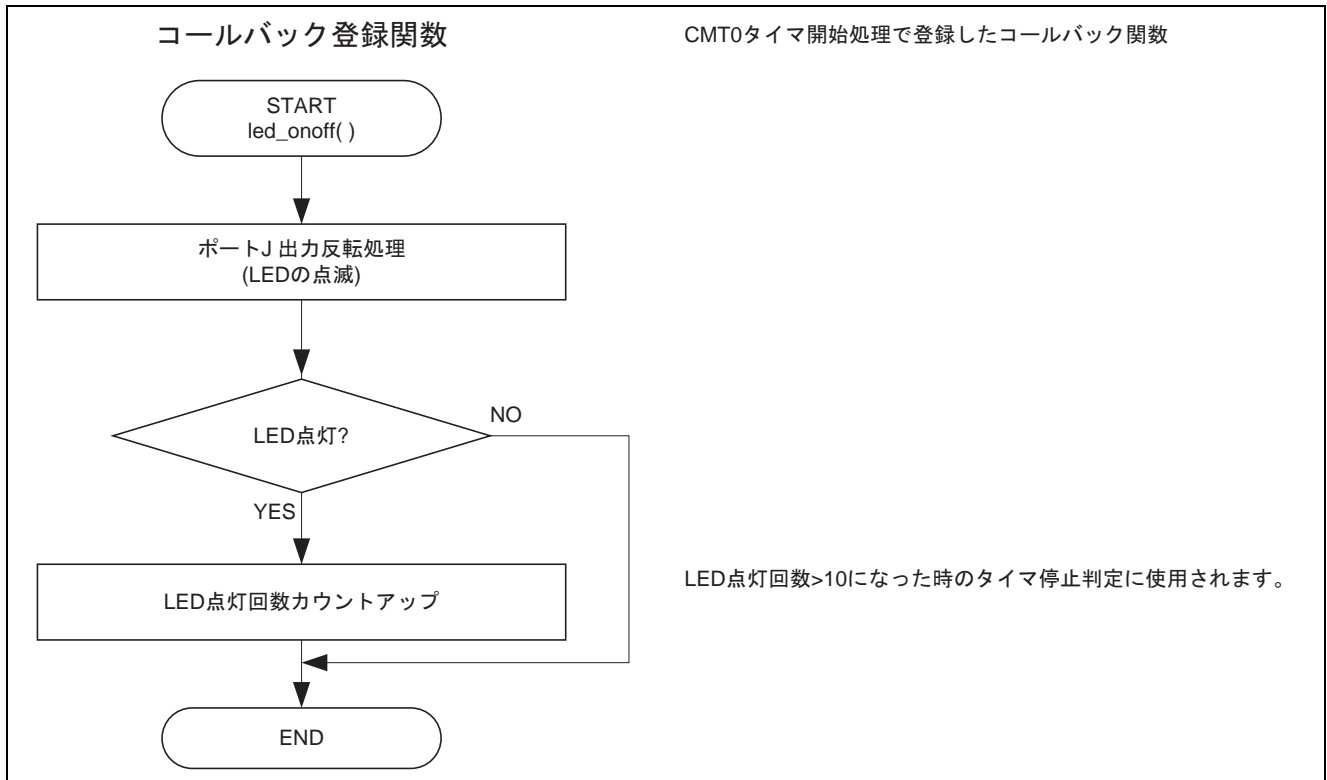 コールバック登録関数
CMT0タイマ開始処理で登録したコールバック関数
START
led_onoff( )
ポートJ 出力反転処理
(LEDの点滅)
LED点灯?
NO
YES
LED点灯回数カウントアップ
LED点灯回数>10になった時のタイマ停止判定に使用されます。
END